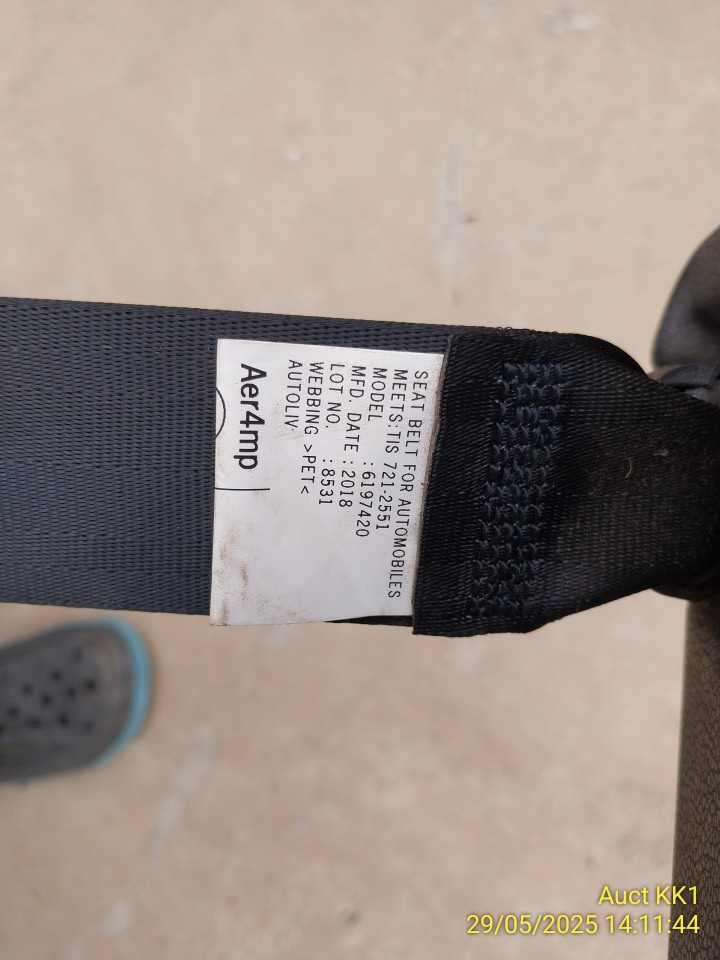 SEAT BELT FOR AUTOMOBILES
MEETS:TIS 721-2551
MODEL : 6197420
MFD. DATE : 2018
LOT NO. : 8531
WEBBING >PET<
AUTOLIV
Aer4mp
Auct KK1
29/05/2025 14:11:44